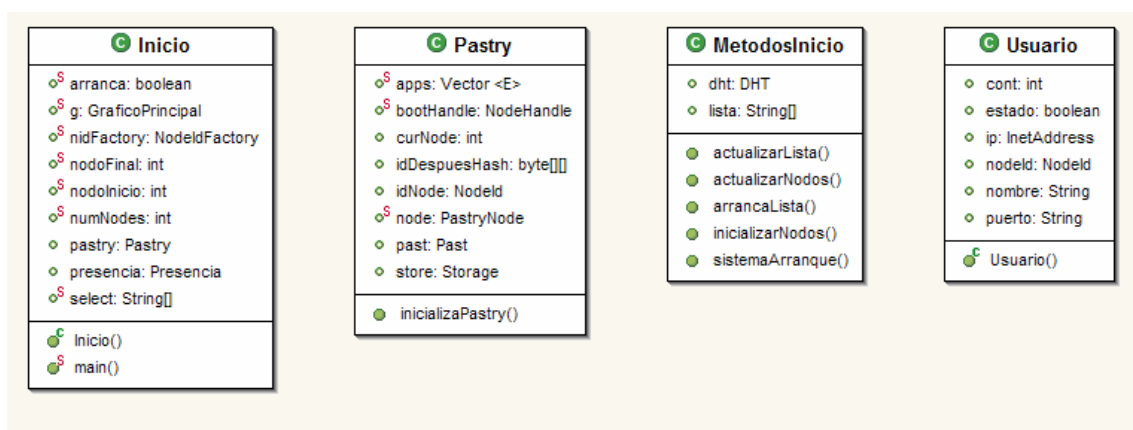 C Inicio
S arranca: boolean
S g: GraficoPrincipal
S nidFactory: NodeIdFactory
S nodoFinal: int
S nodoInicio: int
S numNodes: int
pastry: Pastry
presencia: Presencia
S select: String[]
C Inicio()
S main()
C Pastry
S apps: Vector <E>
S bootHandle: NodeHandle
curNode: int
idDespuesHash: byte[][]
idNode: NodeId
S node: PastryNode
past: Past
store: Storage
inicializaPastry()
C MetodosInicio
dht: DHT
lista: String[]
actualizarLista()
actualizarNodos()
arrancaLista()
inicializarNodos()
sistemaArranque()
C Usuario
cont: int
estado: boolean
ip: InetAddress
nodeId: NodeId
nombre: String
puerto: String
C Usuario()